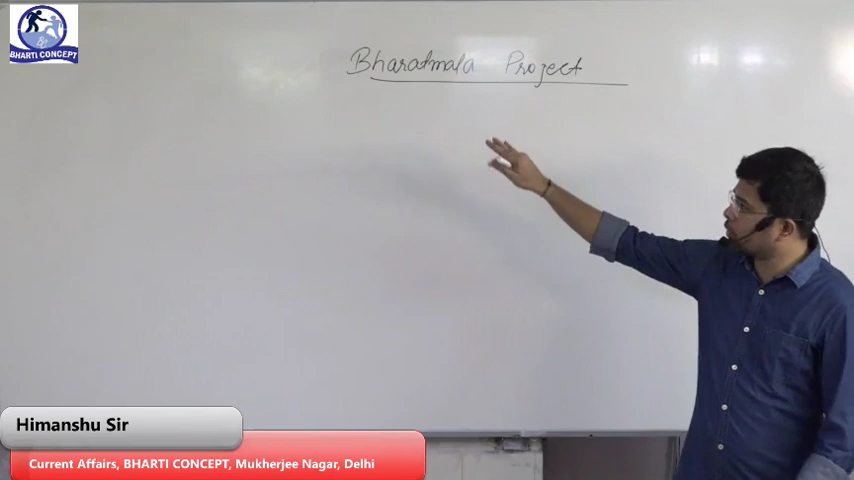 BHARTI CONCEPT
Bharatmala Project
Himanshu Sir
Current Affairs, BHARTI CONCEPT, Mukherjee Nagar, Delhi